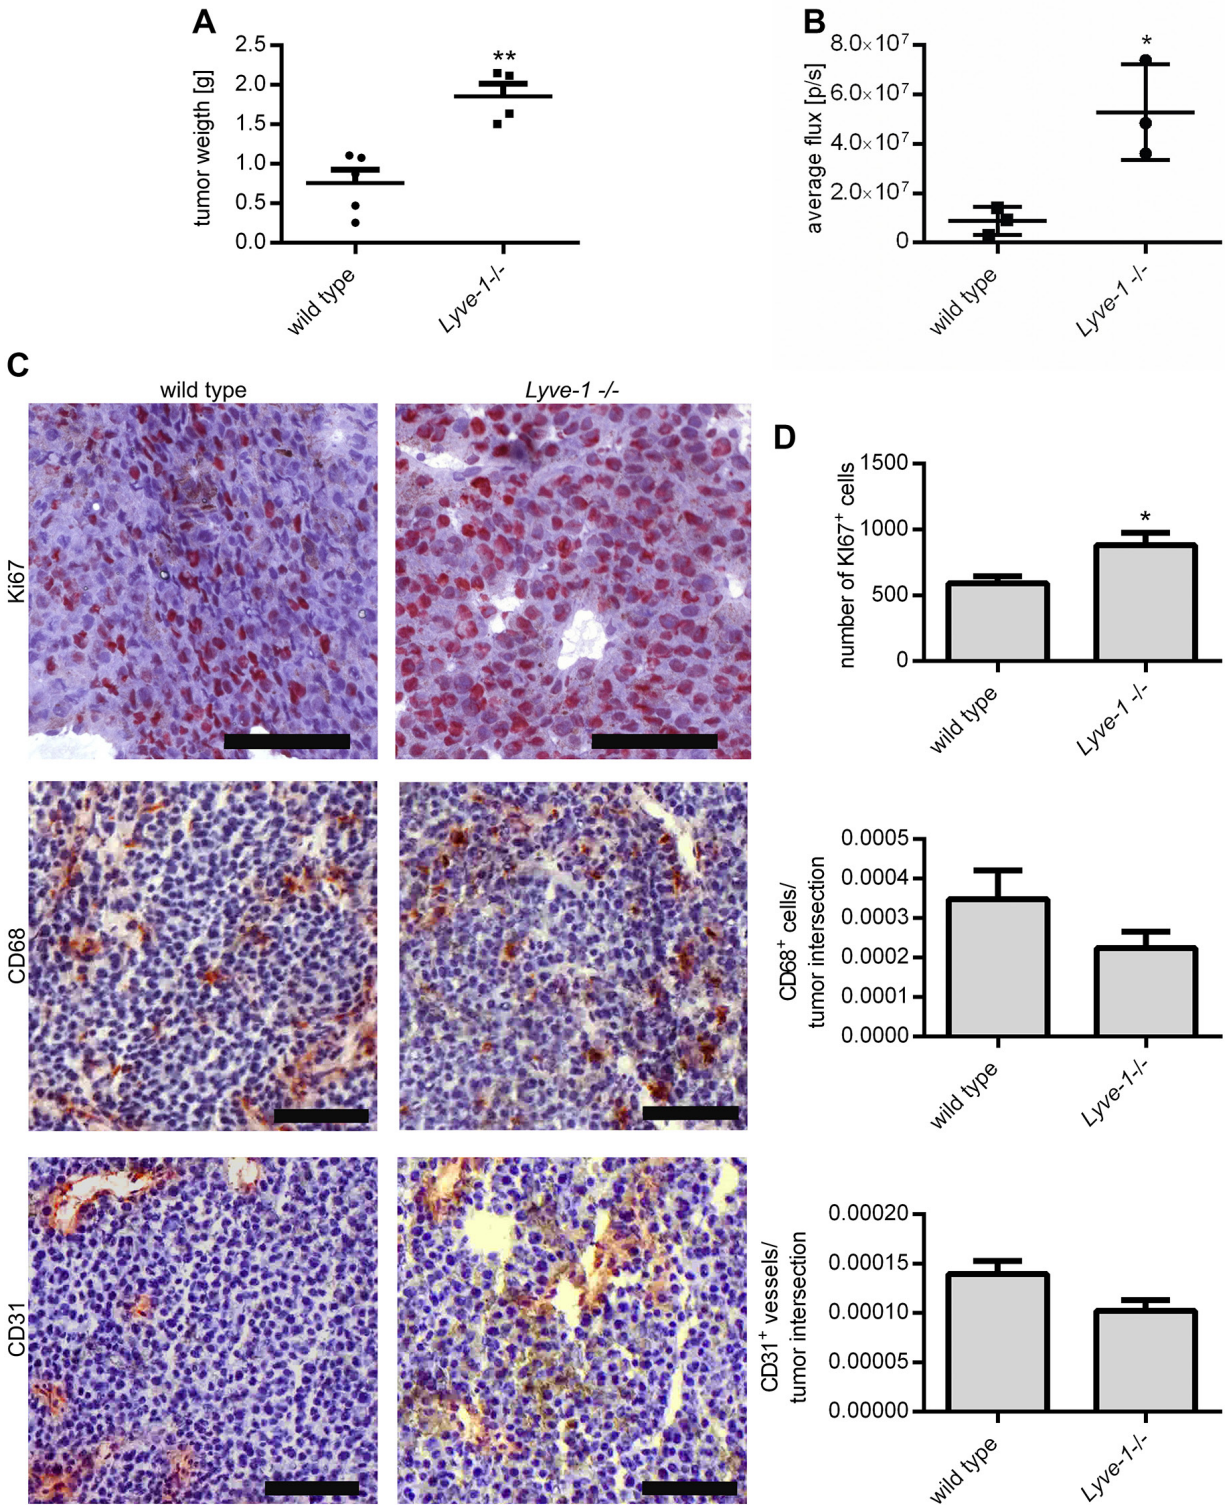 A
2.5
2.0
1.5
1.0
0.5
0.0
tumor weigth [g]
**
wild type
Lyve-1-/-
B
8.0×10⁷
6.0×10⁷
4.0×10⁷
2.0×10⁷
0
average flux [p/s]
*
wild type
Lyve-1 -/-
C
wild type
Lyve-1 -/-
Ki67
CD68
CD31
D
1500
1000
500
0
number of KI67⁺ cells
*
wild type
Lyve-1 -/-
0.0005
0.0004
0.0003
0.0002
0.0001
0.0000
CD68⁺ cells/
tumor intersection
wild type
Lyve-1-/-
0.00020
0.00015
0.00010
0.00005
0.00000
CD31⁺ vessels/
tumor intersection
wild type
Lyve-1-/-